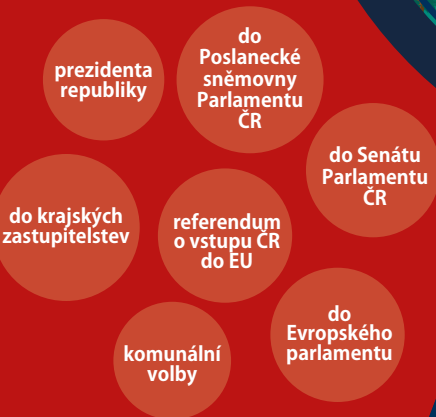 prezidenta
republiky
do
Poslanecké
sněmovny
Parlamentu
ČR
do Senátu
Parlamentu
ČR
do krajských
zastupitelstev
referendum
o vstupu ČR
do EU
do
Evropského
parlamentu
komunální
volby